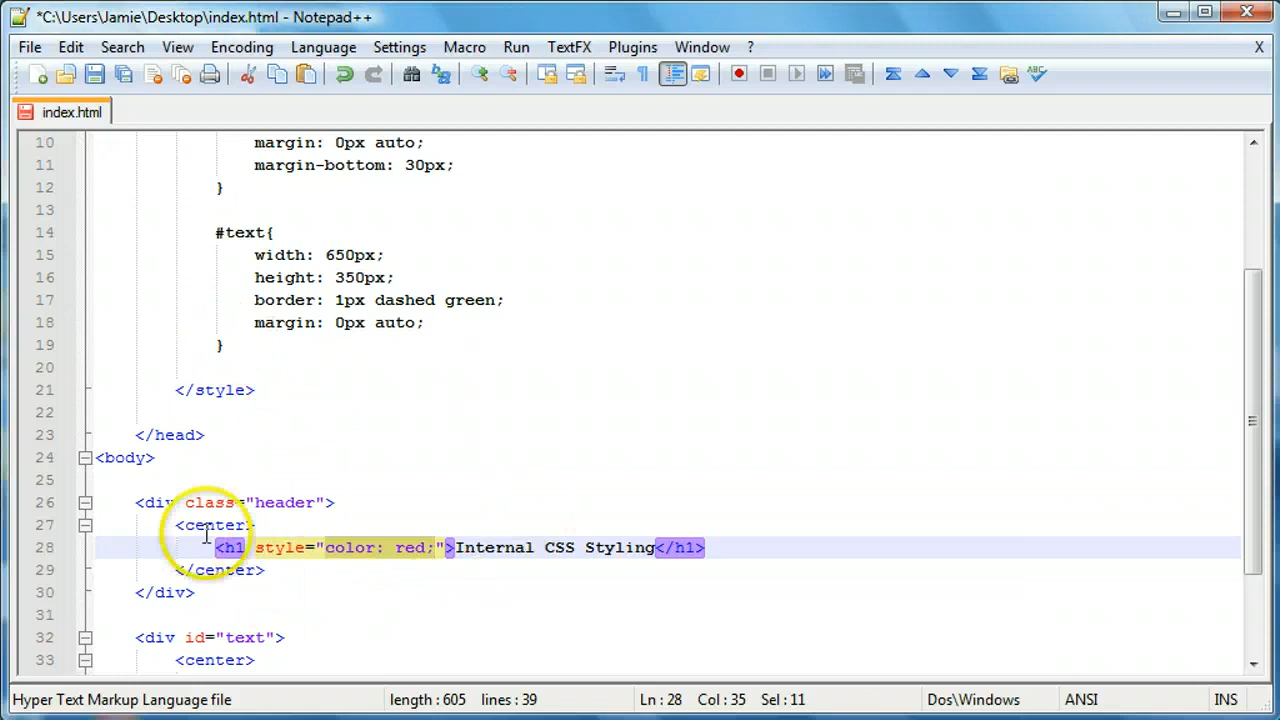 *C:\Users\Jamie\Desktop\index.html - Notepad++
File Edit Search View Encoding Language Settings Macro Run TextFX Plugins Window ? X
index.html
10 margin: 0px auto;
11 margin-bottom: 30px;
12 }
13
14 #text{
15 width: 650px;
16 height: 350px;
17 border: 1px dashed green;
18 margin: 0px auto;
19 }
20
21 </style>
22
23 </head>
24 <body>
25
26 <div class="header">
27 <center>
28 <h1 style="color: red;">Internal CSS Styling</h1>
29 </center>
30 </div>
31
32 <div id="text">
33 <center>
Hyper Text Markup Language file length : 605 lines : 39 Ln : 28 Col : 35 Sel : 11 Dos\Windows ANSI INS